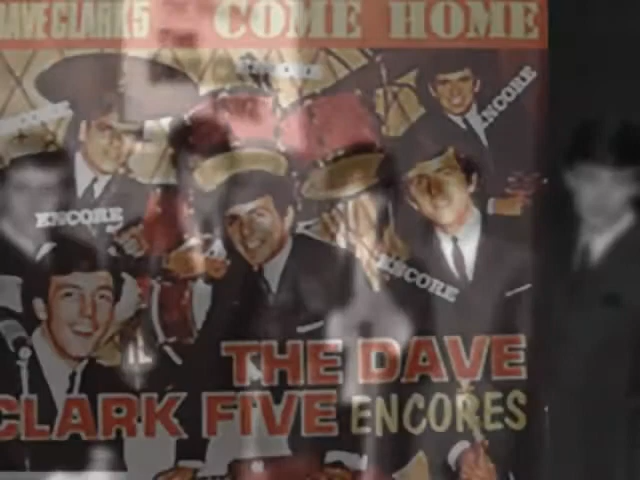 DAVE CLARK 5 COME HOME
ENCORE
ENCORE
ENCORE
ENCORE
THE DAVE
CLARK FIVE ENCORES